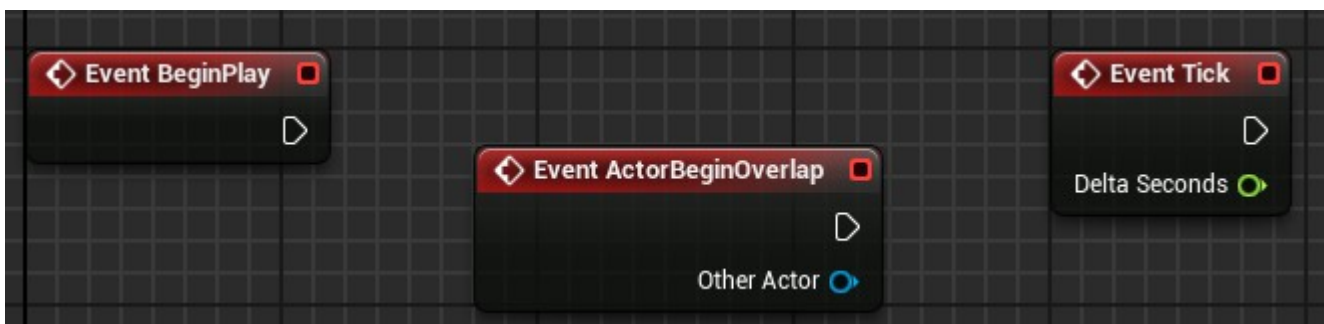 Event BeginPlay
Event ActorBeginOverlap
Other Actor
Event Tick
Delta Seconds